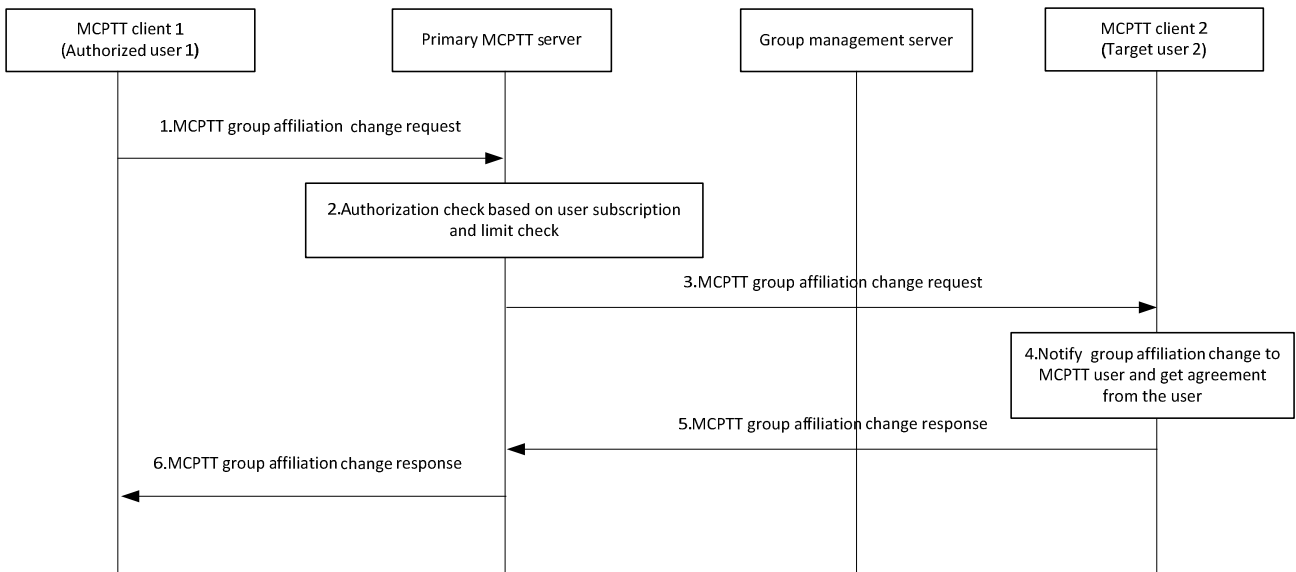 MCPTT client 1
(Authorized user 1)
Primary MCPTT server
Group management server
MCPTT client 2
(Target user 2)
1.MCPTT group affiliation change request
2.Authorization check based on user subscription
and limit check
3.MCPTT group affiliation change request
4.Notify group affiliation change to
MCPTT user and get agreement
from the user
5.MCPTT group affiliation change response
6.MCPTT group affiliation change response